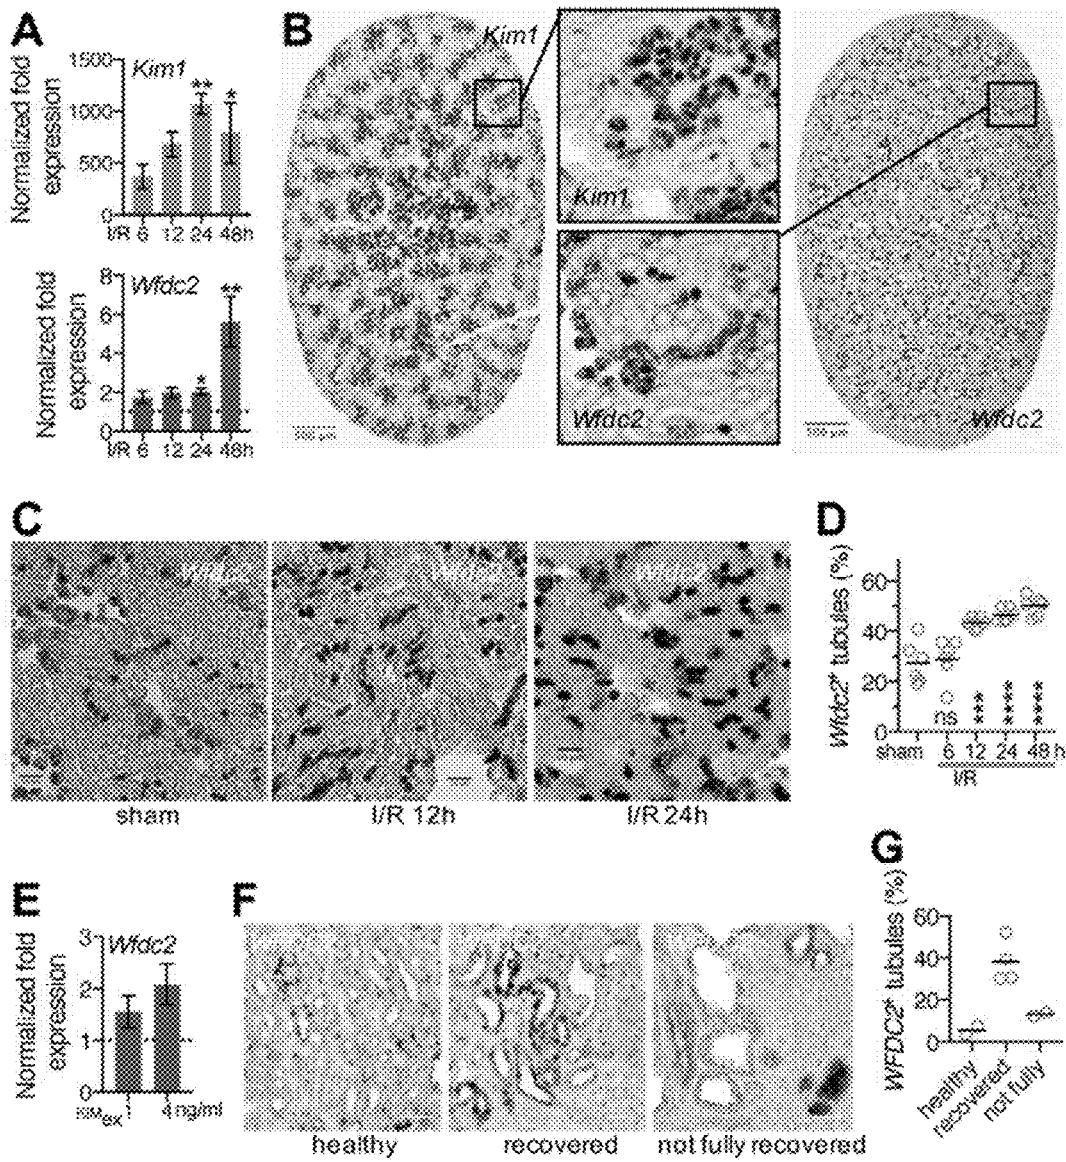 A
1500
Kim1
**
*
1000
500
0
Normalized fold
expression
I/R 6 12 24 48h
8
Wfdc2
**
6
4
2
*
0
Normalized fold
expression
I/R 6 12 24 48h
B
Kim1
Kim1
Wfdc2
Wfdc2
C
Wfdc2
sham
I/R 12h
I/R 24h
D
Wfdc2+ tubules (%)
60
40
20
0
ns
***
****
****
sham 6 12 24 48 h
I/R
E
3
Wfdc2
2
1
0
Normalized fold
expression
1 4 ng/ml
F
healthy
recovered
not fully recovered
G
WFDC2+ tubules (%)
60
40
20
0
healthy
recovered
not fully